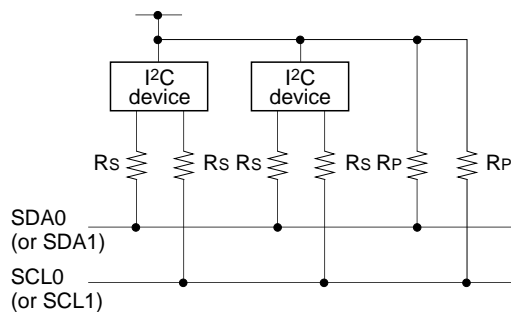 I²C
device
I²C
device
RS
RS
RS
RS
RP
RP
SDA0
(or SDA1)
SCL0
(or SCL1)